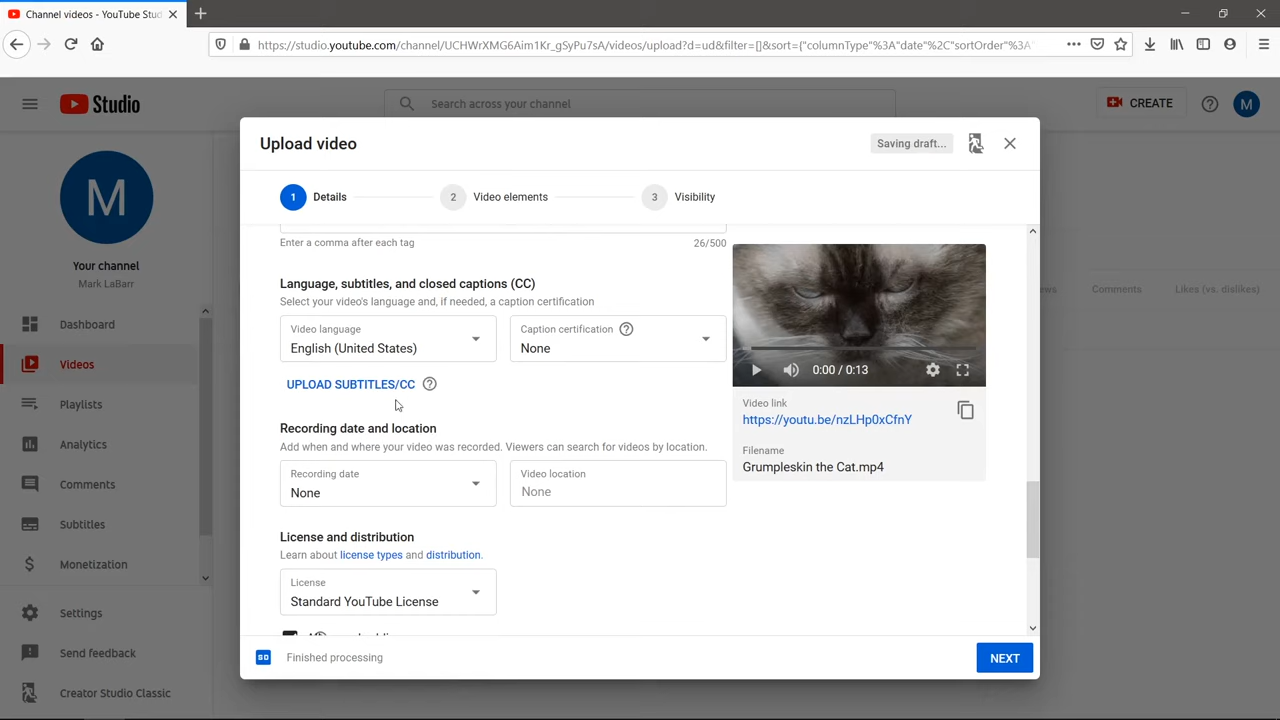 Channel videos - YouTube Stud
https://studio.youtube.com/channel/UCHWrXMG6Aim1Kr_gSyPu7sA/videos/upload?d=ud&filter=[]&sort={"columnType"%3A"date"%2C"sortOrder"%3A
Studio
Search across your channel
CREATE
M
Upload video
Saving draft...
1 Details
2 Video elements
3 Visibility
M
Your channel
Mark LaBarr
Dashboard
Videos
Playlists
Analytics
Comments
Subtitles
Monetization
Settings
Send feedback
Creator Studio Classic
Enter a comma after each tag
26/500
Language, subtitles, and closed captions (CC)
Select your video's language and, if needed, a caption certification
Video language
English (United States)
Caption certification
None
UPLOAD SUBTITLES/CC
Recording date and location
Add when and where your video was recorded. Viewers can search for videos by location.
Recording date
None
Video location
None
License and distribution
Learn about license types and distribution.
License
Standard YouTube License
0:00 / 0:13
Video link
https://youtu.be/nzLHp0xCfnY
Filename
Grumpleskin the Cat.mp4
Comments
Likes (vs. dislikes)
SD
Finished processing
NEXT